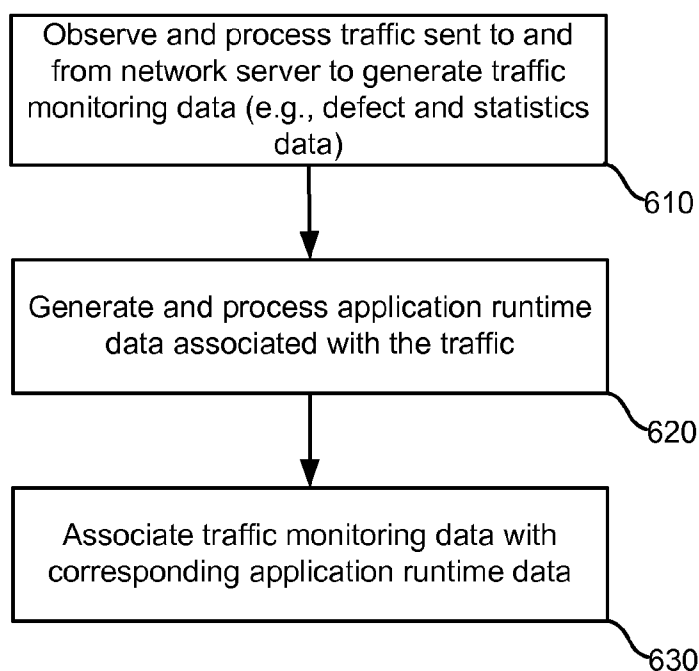 Observe and process traffic sent to and
from network server to generate traffic
monitoring data (e.g., defect and statistics
data)
610
Generate and process application runtime
data associated with the traffic
620
Associate traffic monitoring data with
corresponding application runtime data
630